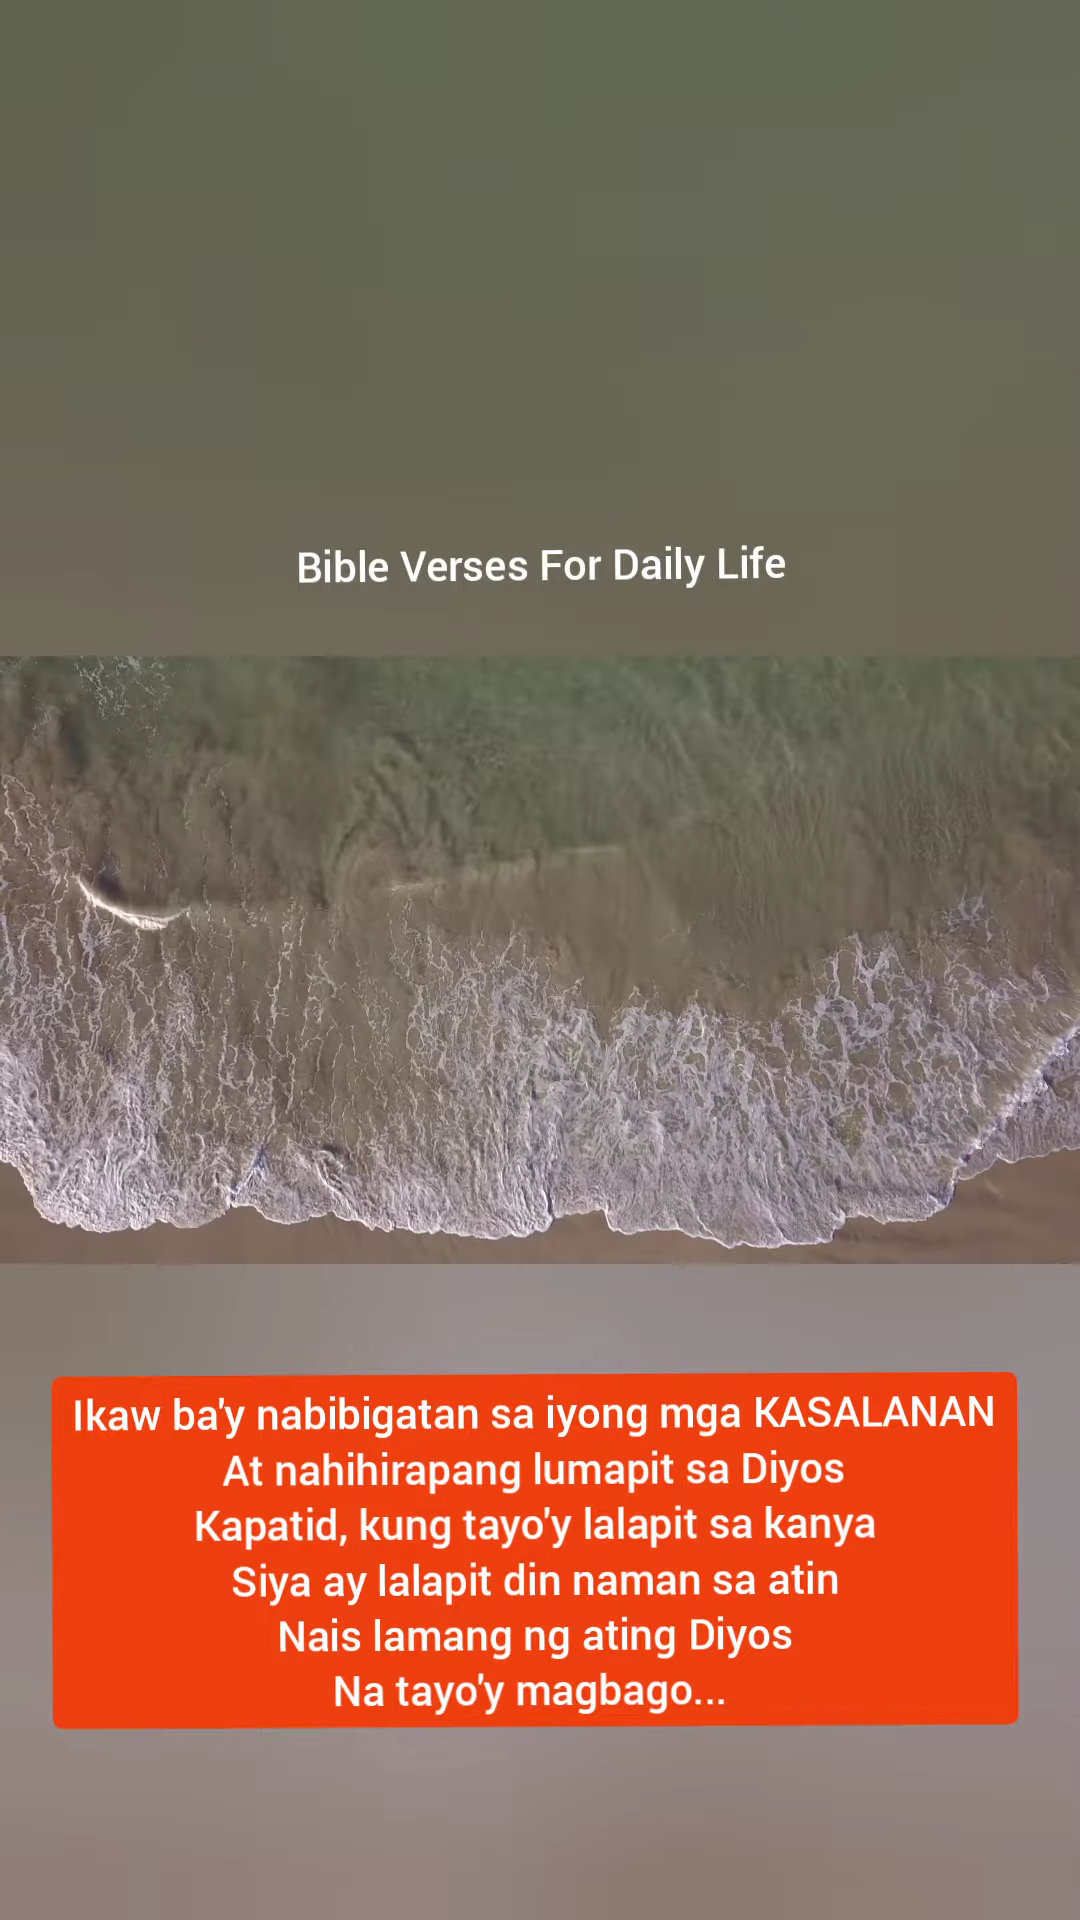 Bible Verses For Daily Life
Ikaw ba'y nabibigatan sa iyong mga KASALANAN
At nahihirapang lumapit sa Diyos
Kapatid, kung tayo'y lalapit sa kanya
Siya ay lalapit din naman sa atin
Nais lamang ng ating Diyos
Na tayo'y magbago...